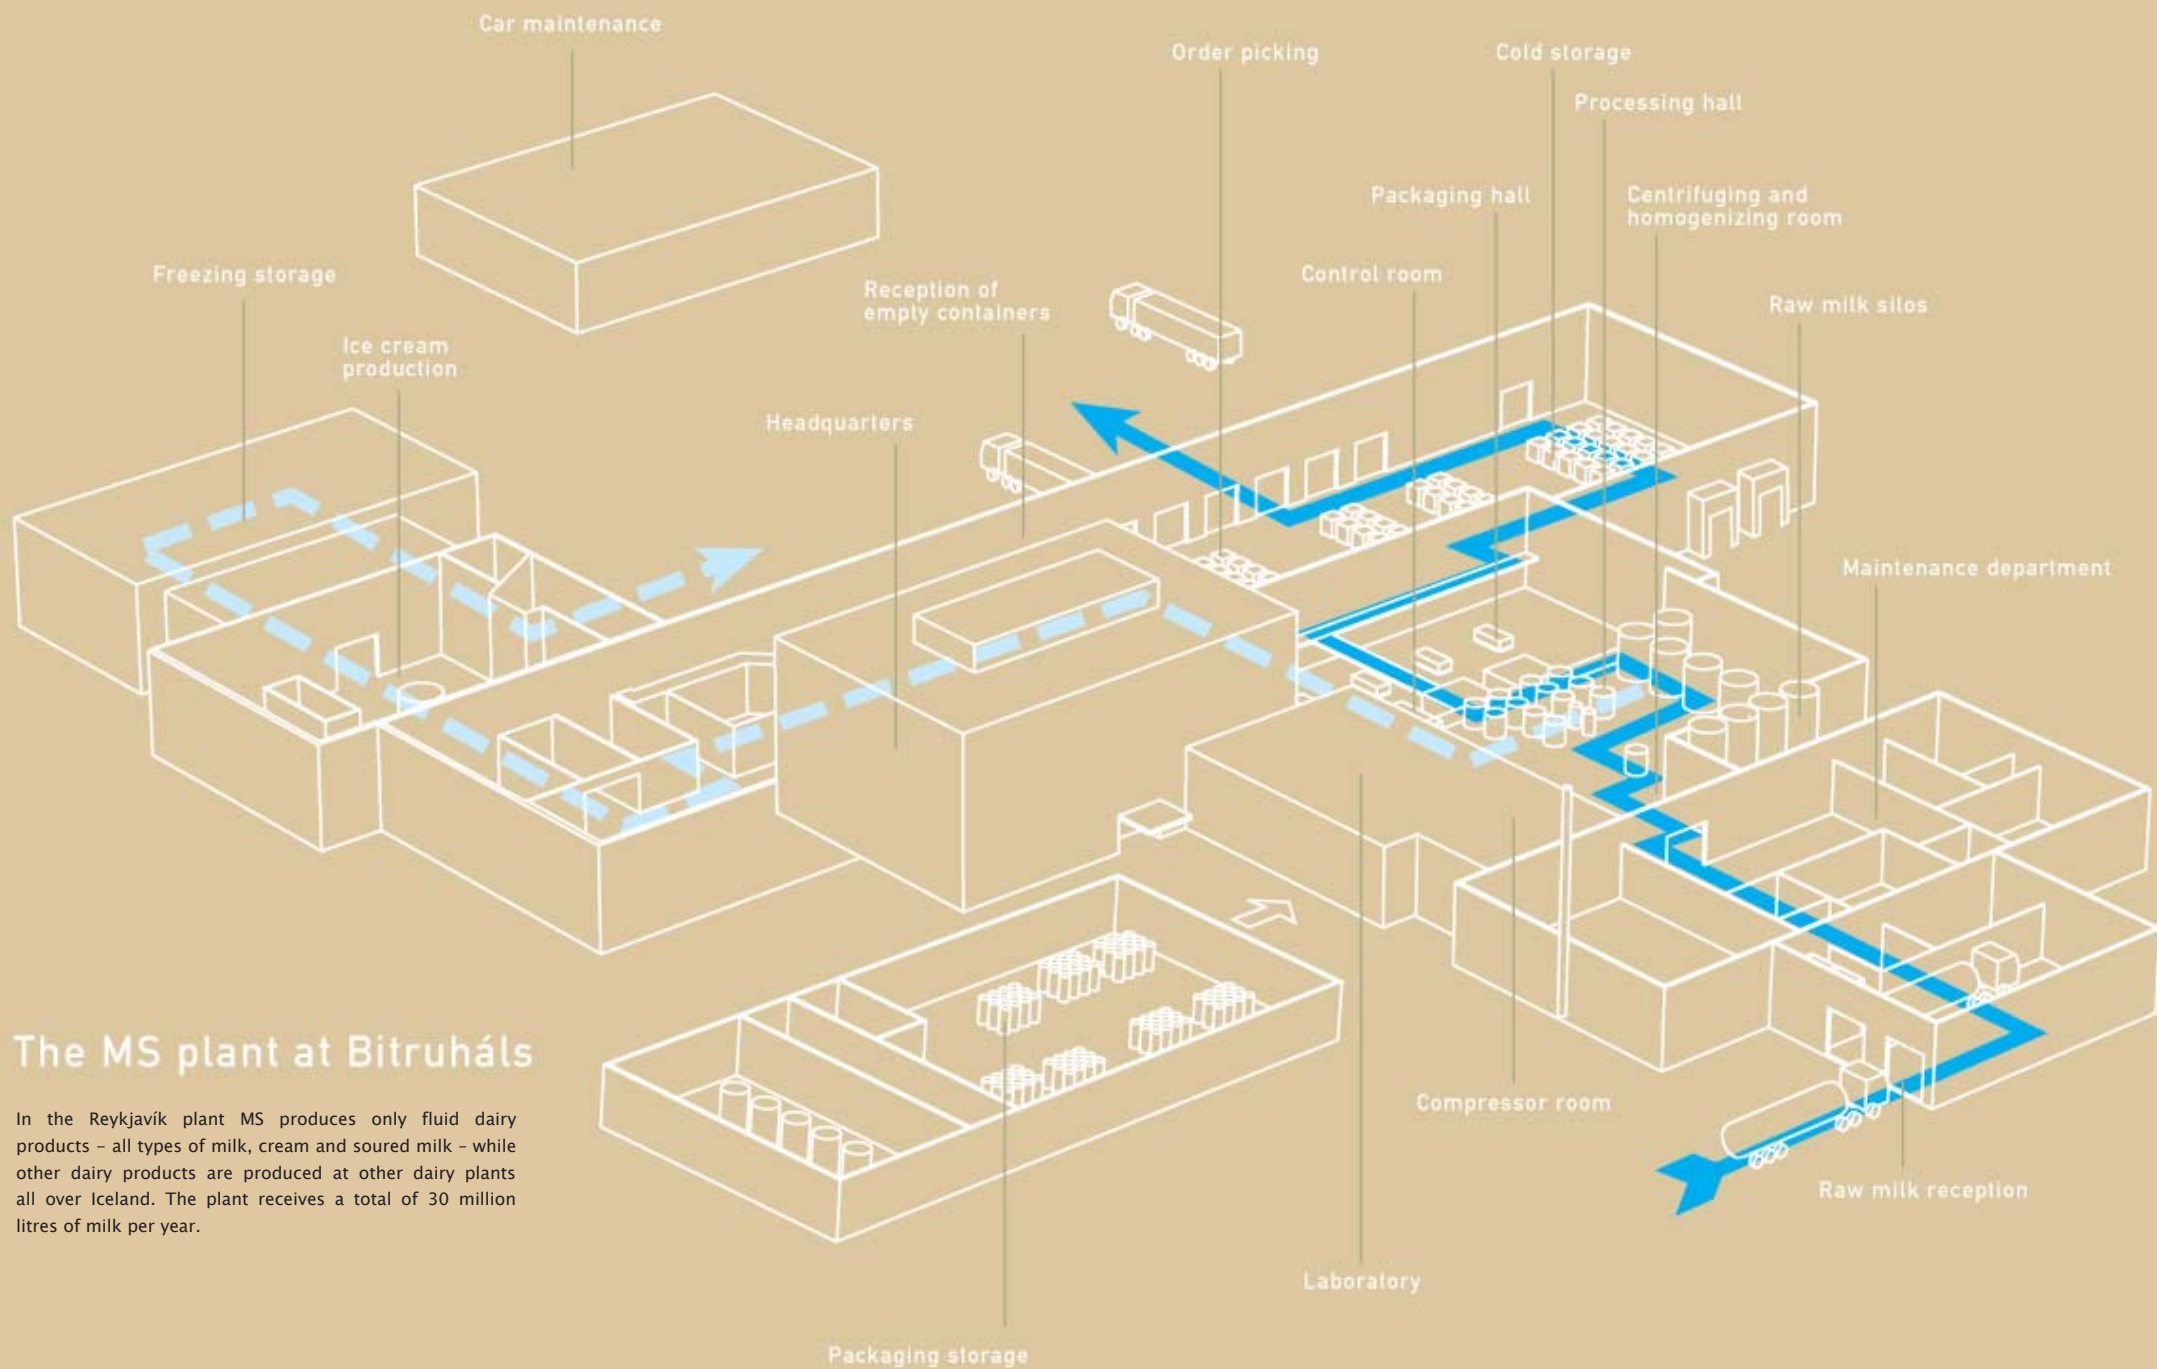 Car maintenance
Order picking
Cold storage
Processing hall
Packaging hall
Centrifuging and
homogenizing room
Freezing storage
Reception of
empty containers
Control room
Raw milk silos
Ice cream
production
Headquarters
Maintenance department
The MS plant at Bitruháls
In the Reykjavík plant MS produces only fluid dairy
products – all types of milk, cream and soured milk – while
other dairy products are produced at other dairy plants
all over Iceland. The plant receives a total of 30 million
litres of milk per year.
Compressor room
Raw milk reception
Laboratory
Packaging storage